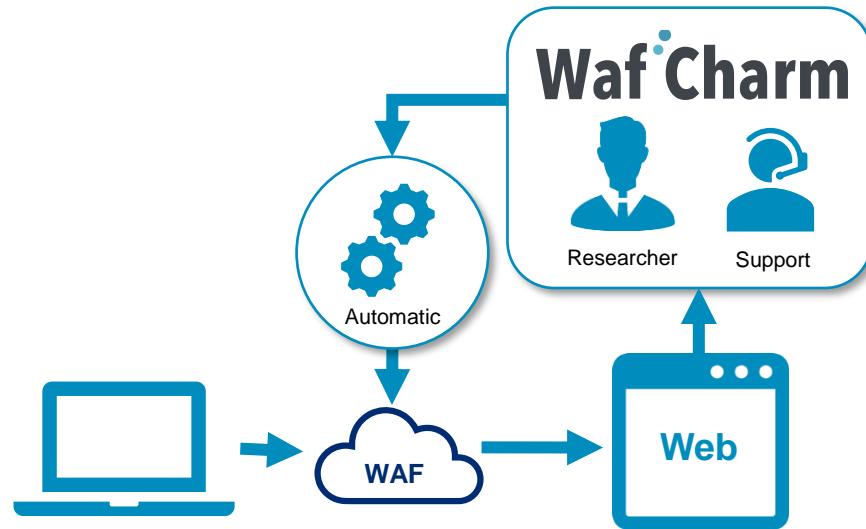 Waf Charm
Researcher
Support
Automatic
WAF
Web